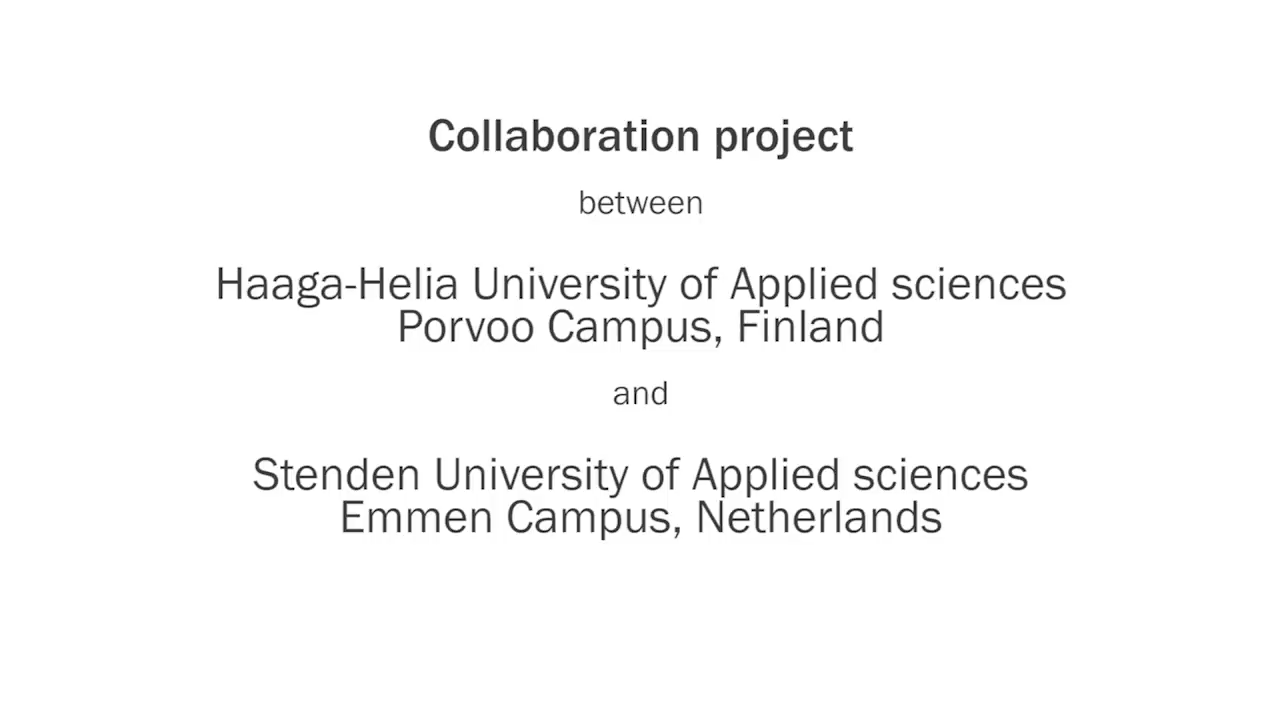 Collaboration project
between
Haaga-Helia University of Applied sciences
Porvoo Campus, Finland
and
Stenden University of Applied sciences
Emmen Campus, Netherlands